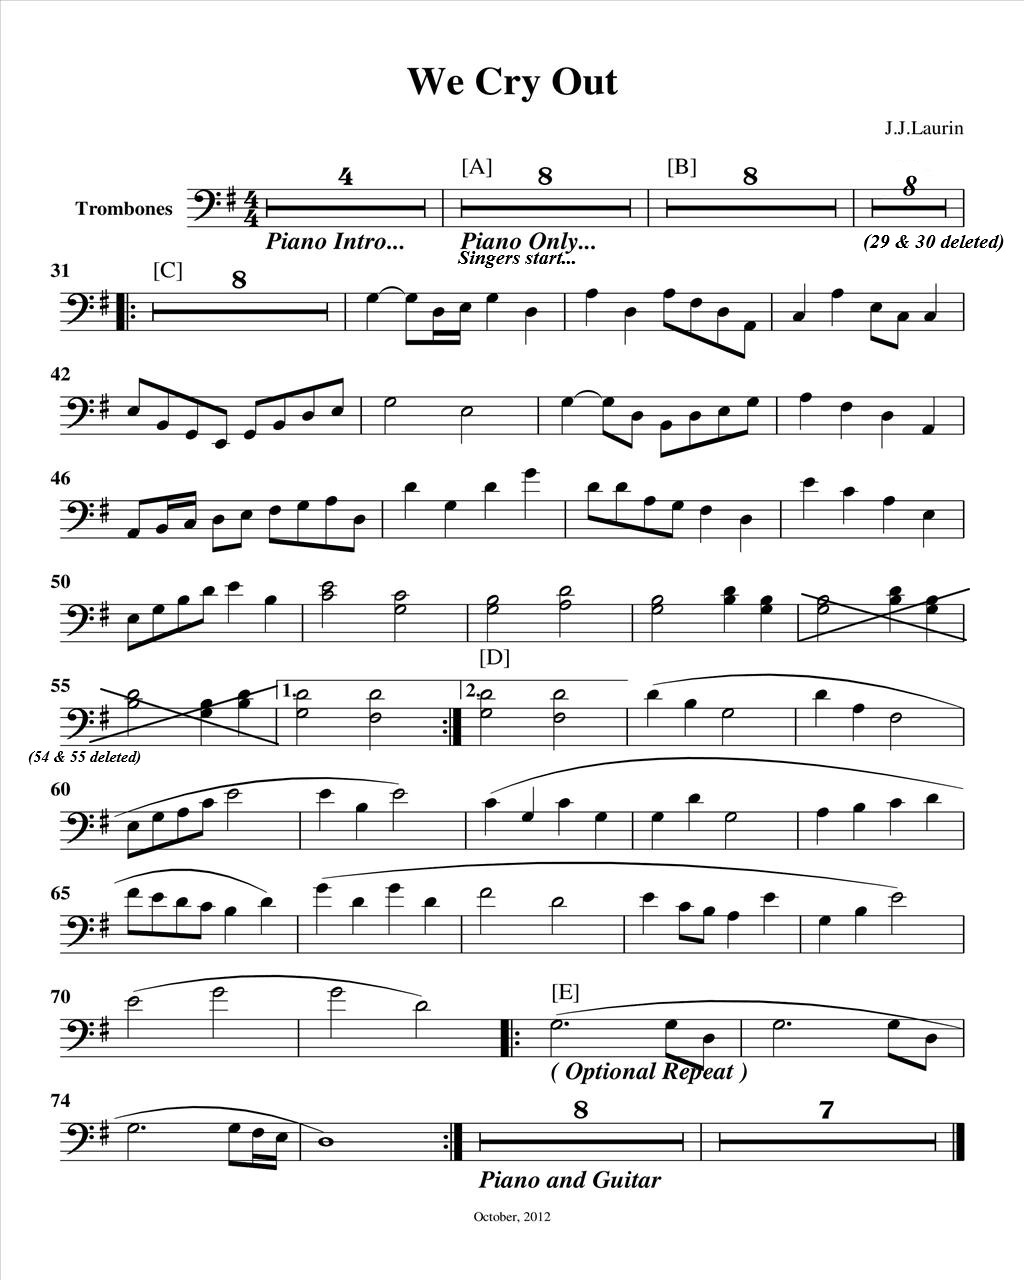 We Cry Out
J.J.Laurin
[A] [B]
4 8 8 8
Trombones
4
4
Piano Intro... Piano Only... (29 & 30 deleted)
Singers start...
31 [C] 8
42
46
50
[D]
55 1. 2.
(54 & 55 deleted)
60
65
70 [E]
( Optional Repeat )
74 8 7
Piano and Guitar
October, 2012